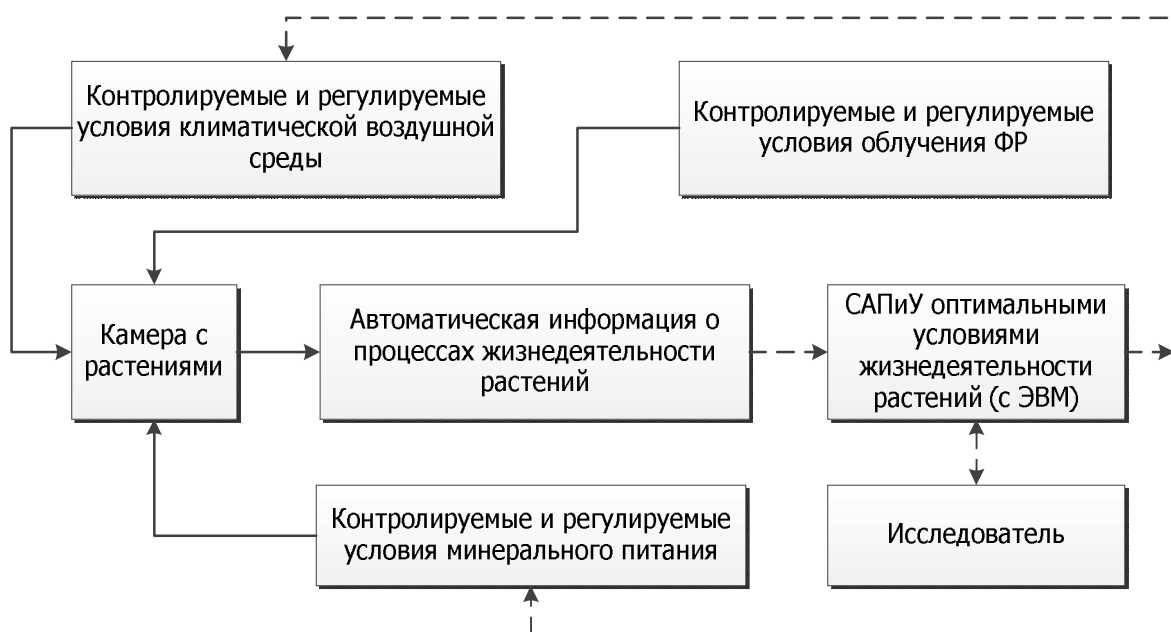 Контролируемые и регулируемые
условия климатической воздушной
среды
Контролируемые и регулируемые
условия облучения ФР
Камера с
растениями
Автоматическая информация о
процессах жизнедеятельности
растений
САПиУ оптимальными
условиями
жизнедеятельности
растений (с ЭВМ)
Контролируемые и регулируемые
условия минерального питания
Исследователь